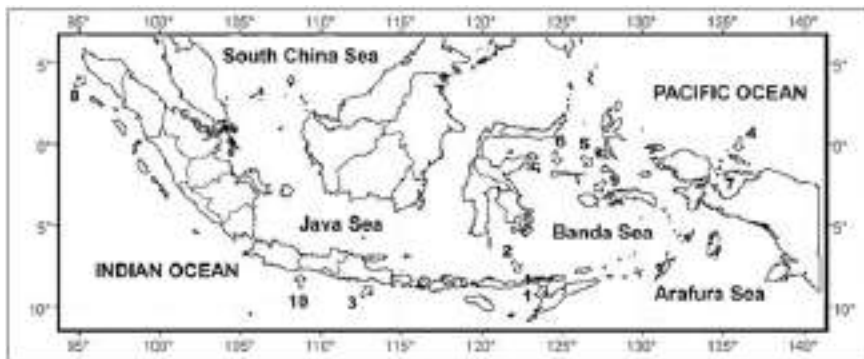 95° 100° 105° 110° 115° 120° 125° 130° 135° 140°
South China Sea
5° 5°
8
PACIFIC OCEAN
4
6 5
0° 0°
7
Java Sea
Banda Sea
5° 5°
2
INDIAN OCEAN
Arafura Sea
10 3 1
10° 10°
95° 100° 105° 110° 115° 120° 125° 130° 135° 140°